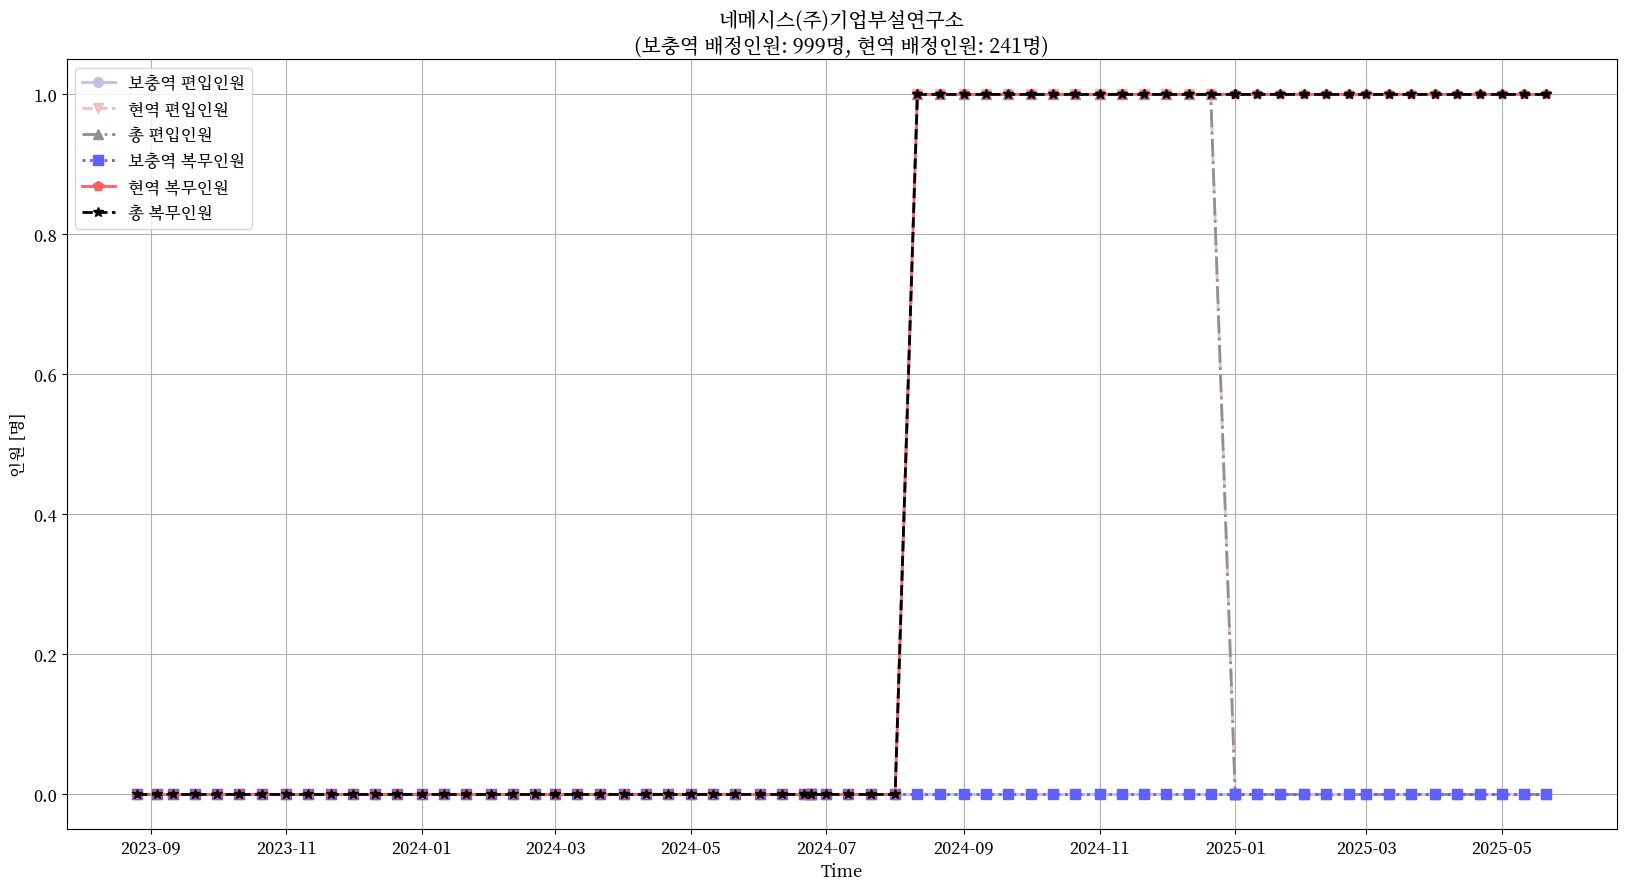 네메시스(주)기업부설연구소
(보충역 배정인원: 999명, 현역 배정인원: 241명)
보충역 편입인원
현역 편입인원
총 편입인원
보충역 복무인원
현역 복무인원
총 복무인원
인원 [명]
1.0
0.8
0.6
0.4
0.2
0.0
2023-09
2023-11
2024-01
2024-03
2024-05
2024-07
2024-09
2024-11
2025-01
2025-03
2025-05
Time